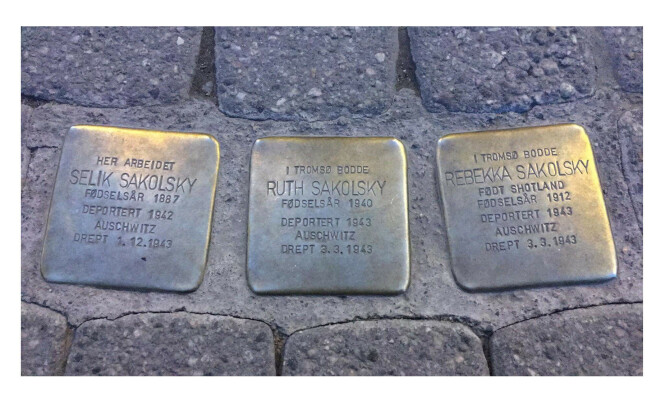 HER ARBEIDET
SELIK SAKOLSKY
FØDSELSÅR 1887
DEPORTERT 1942
AUSCHWITZ
DREPT 1.12.1943
I TROMSØ BODDE
RUTH SAKOLSKY
FØDSELSÅR 1940
DEPORTERT 1943
AUSCHWITZ
DREPT 3.3.1943
I TROMSØ BODDE
REBEKKA SAKOLSKY
FØDT SHOTLAND
FØDSELSÅR 1912
DEPORTERT 1943
AUSCHWITZ
DREPT 3.3.1943